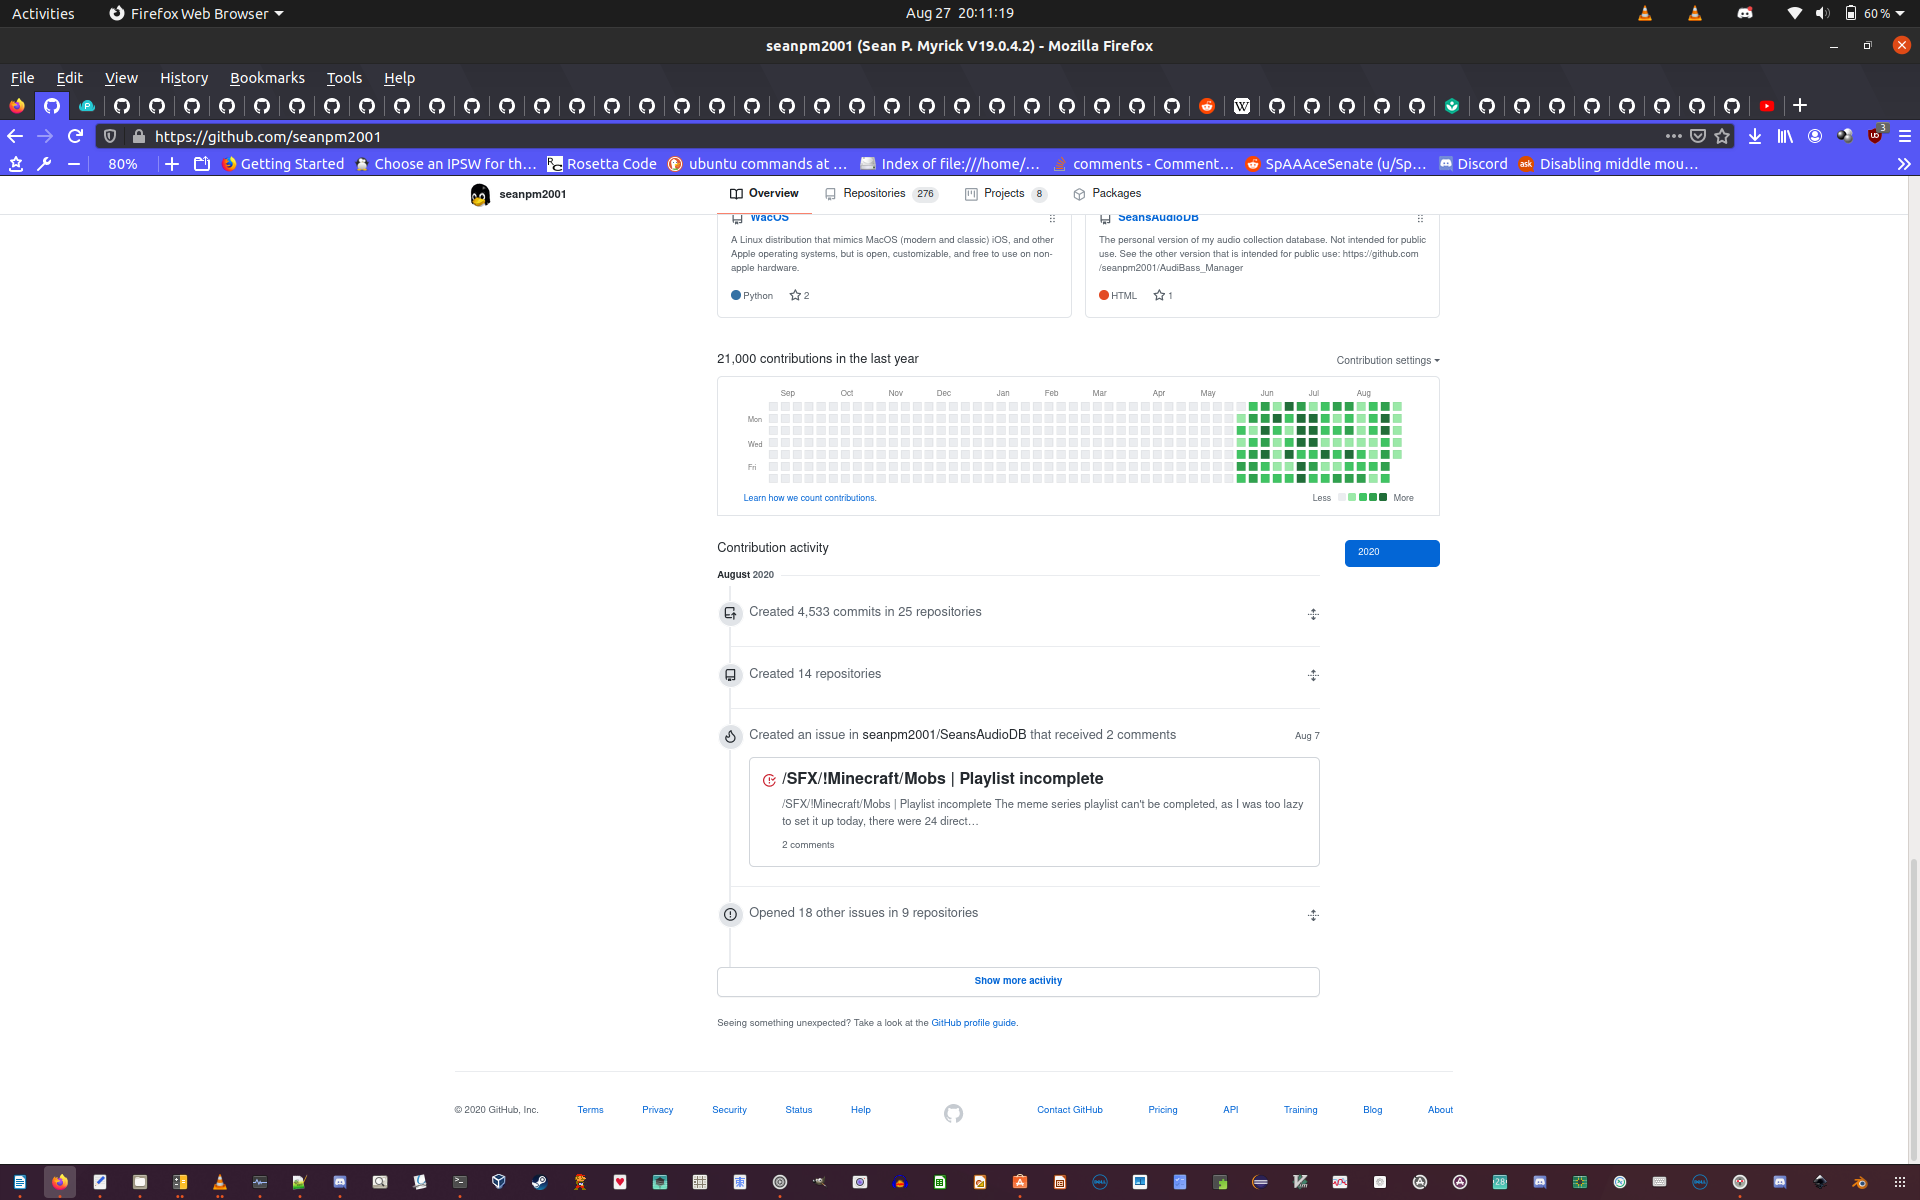 Activities Firefox Web Browser Aug 27 20:11:19 60 %
seanpm2001 (Sean P. Myrick V19.0.4.2) - Mozilla Firefox
File Edit View History Bookmarks Tools Help
https://github.com/seanpm2001 3
80% Getting Started Choose an IPSW for th… Rosetta Code ubuntu commands at … Index of file:///home/… comments - Comment… SpAAAceSenate (u/Sp… Discord Disabling middle mou…
seanpm2001 Overview Repositories 276 Projects 8 Packages
WacOS
A Linux distribution that mimics MacOS (modern and classic) iOS, and other
Apple operating systems, but is open, customizable, and free to use on non-
apple hardware.
Python 2
SeansAudioDB
The personal version of my audio collection database. Not intended for public
use. See the other version that is intended for public use: https://github.com
/seanpm2001/AudiBass_Manager
HTML 1
21,000 contributions in the last year
Contribution settings
Sep Oct Nov Dec Jan Feb Mar Apr May Jun Jul Aug
Mon
Wed
Fri
Learn how we count contributions.
Less More
Contribution activity
2020
August 2020
Created 4,533 commits in 25 repositories
Created 14 repositories
Created an issue in seanpm2001/SeansAudioDB that received 2 comments Aug 7
/SFX/!Minecraft/Mobs | Playlist incomplete
/SFX/!Minecraft/Mobs | Playlist incomplete The meme series playlist can't be completed, as I was too lazy
to set it up today, there were 24 direct…
2 comments
Opened 18 other issues in 9 repositories
Show more activity
Seeing something unexpected? Take a look at the GitHub profile guide.
© 2020 GitHub, Inc. Terms Privacy Security Status Help Contact GitHub Pricing API Training Blog About